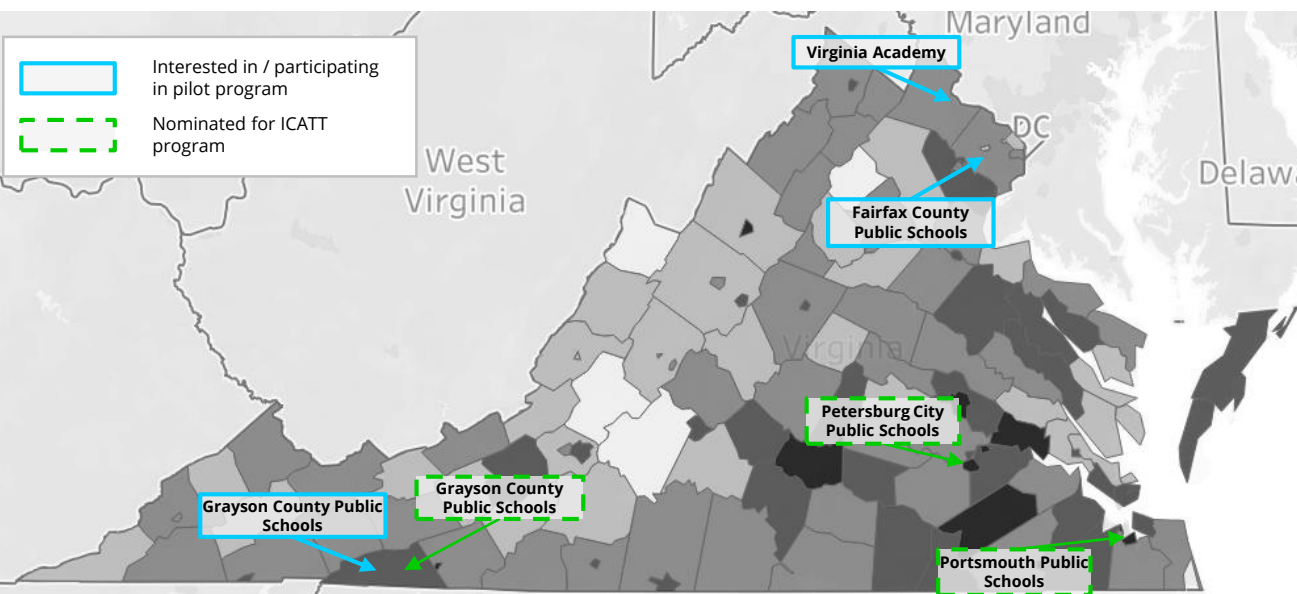 Maryland
Virginia Academy
Interested in / participating
in pilot program
Nominated for ICATT
program
DC
West
Virginia
Delawa
Fairfax County
Public Schools
Virginia
Petersburg City
Public Schools
Grayson County
Public Schools
Grayson County Public
Schools
Portsmouth Public
Schools